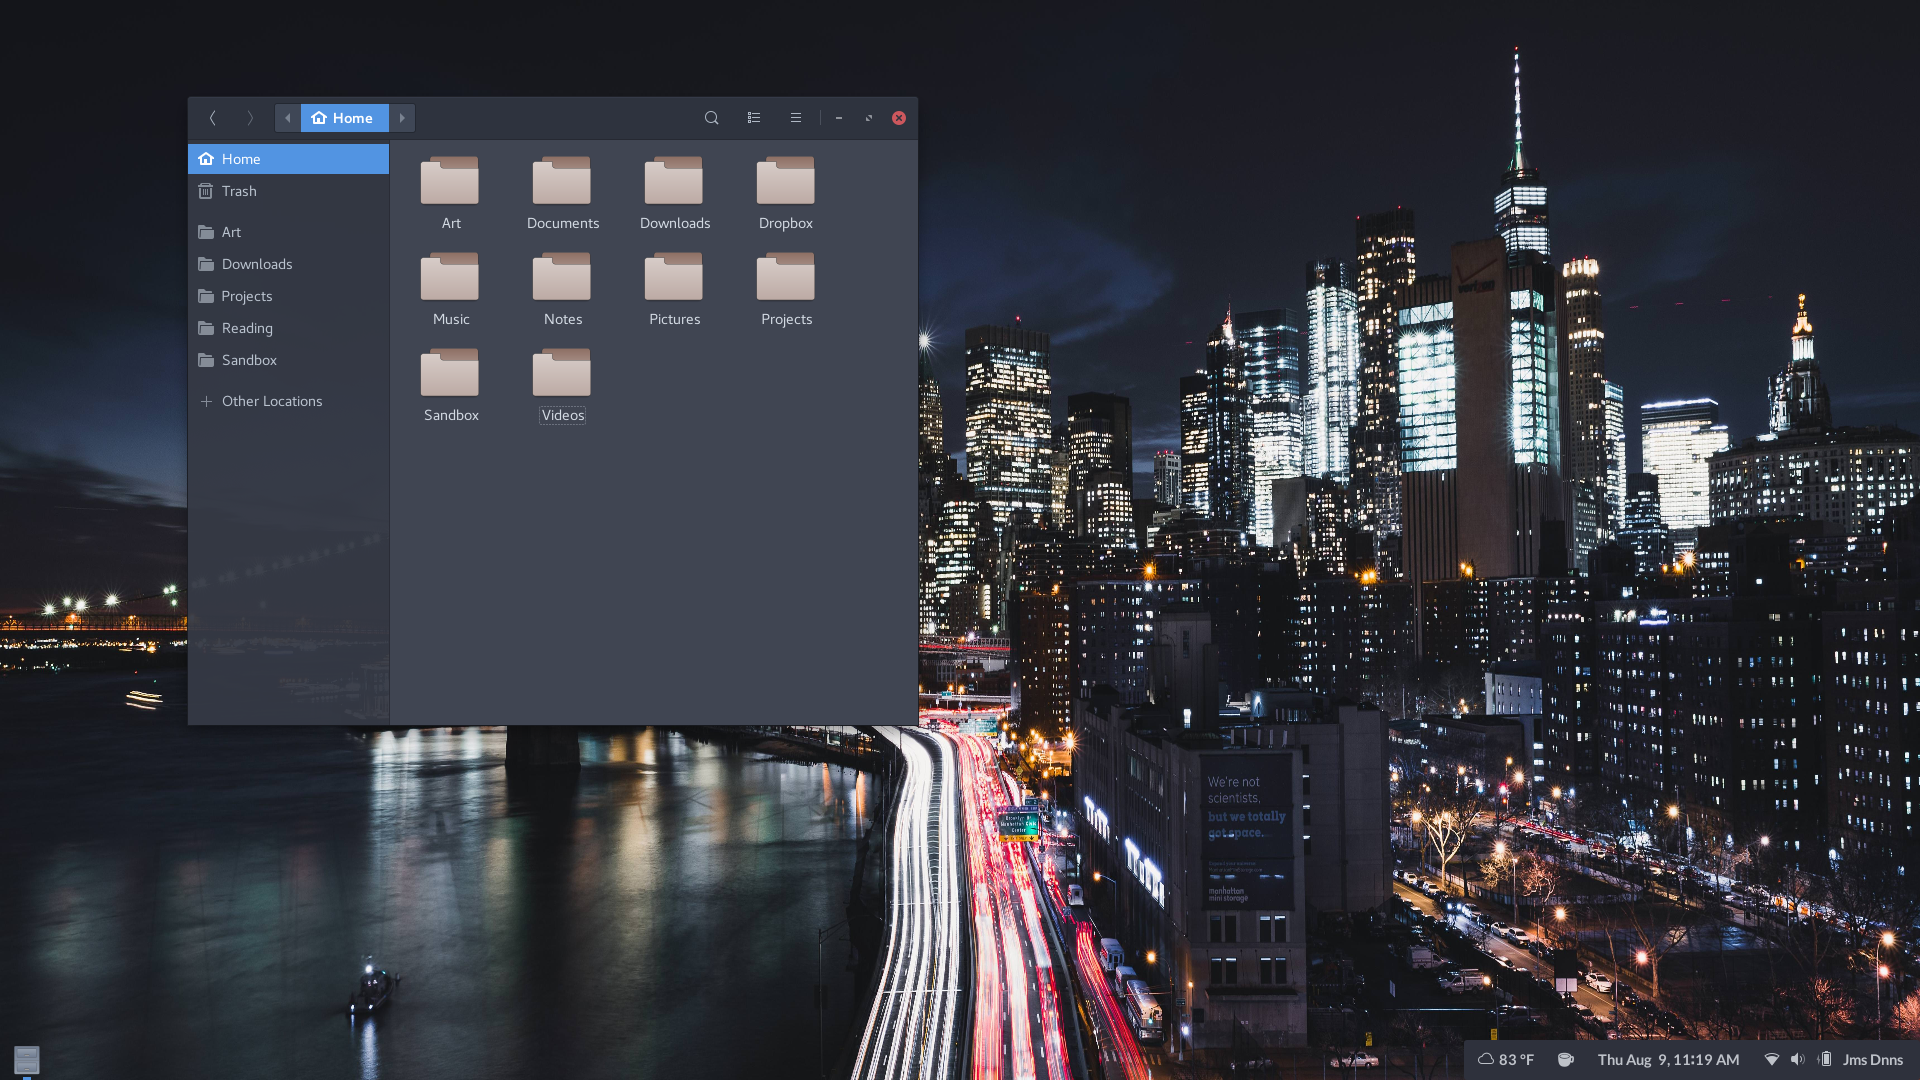 Home
Home
Trash
Art
Downloads
Projects
Reading
Sandbox
Other Locations
Art
Documents
Downloads
Dropbox
Music
Notes
Pictures
Projects
Sandbox
Videos
verizon
We're not
scientists,
but we totally
got space.
manhattan
mini storage
83 °F
Thu Aug 9, 11:19 AM
Jms Dnns